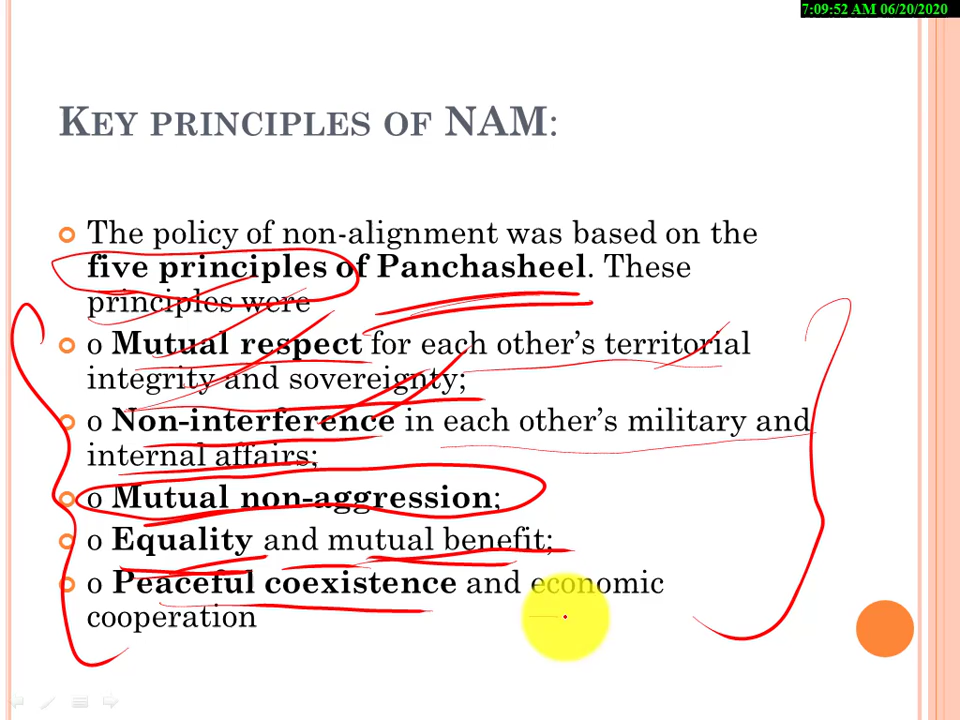 7:09:52 AM 06/20/2020
KEY PRINCIPLES OF NAM:
The policy of non-alignment was based on the
five principles of Panchasheel. These
principles were
o Mutual respect for each other’s territorial
integrity and sovereignty;
o Non-interference in each other’s military and
internal affairs;
o Mutual non-aggression;
o Equality and mutual benefit;
o Peaceful coexistence and economic
cooperation